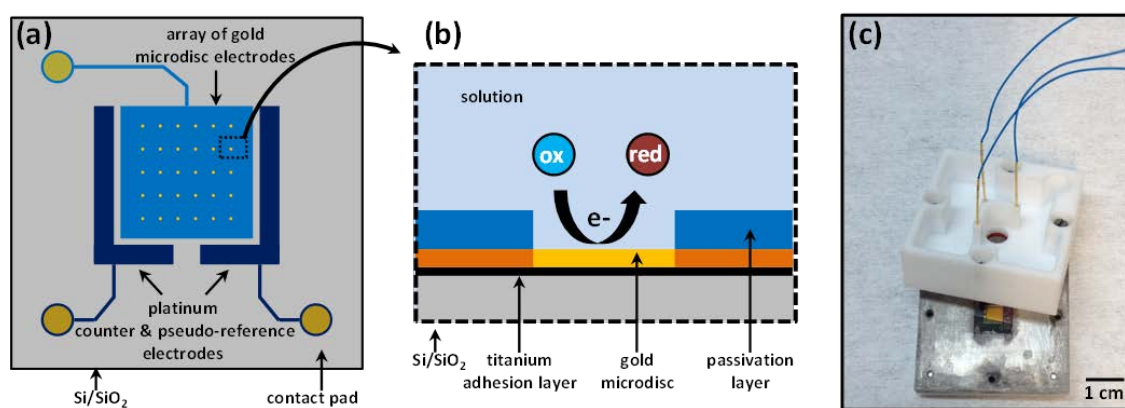 (a)
array of gold
microdisc electrodes
platinum
counter & pseudo-reference
electrodes
Si/SiO₂
contact pad
(b)
solution
ox
red
e-
Si/SiO₂
titanium
adhesion layer
gold
microdisc
passivation
layer
(c)
1 cm